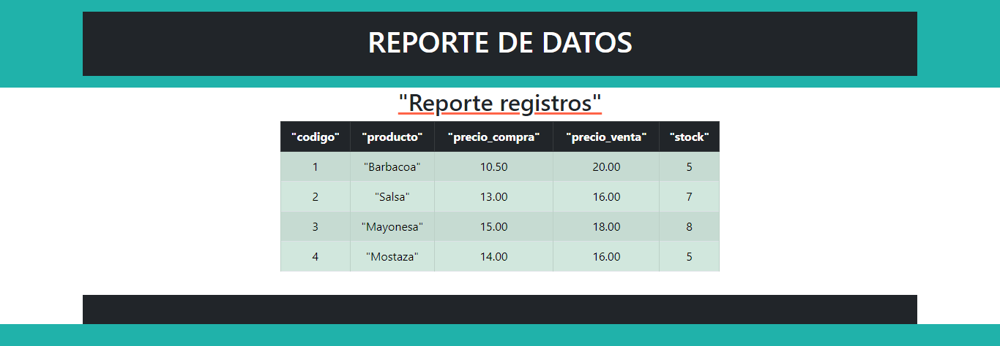 REPORTE DE DATOS
"Reporte registros"
"codigo" "producto" "precio_compra" "precio_venta" "stock"
1 "Barbacoa" 10.50 20.00 5
2 "Salsa" 13.00 16.00 7
3 "Mayonesa" 15.00 18.00 8
4 "Mostaza" 14.00 16.00 5